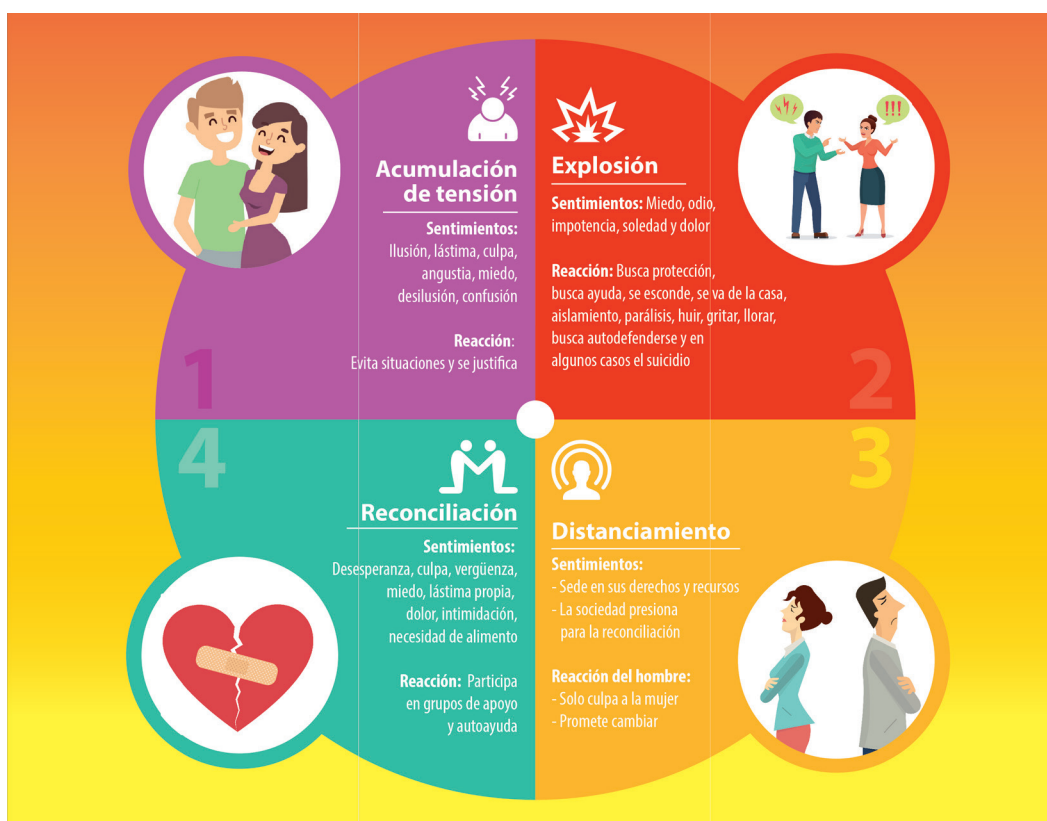 Acumulación
de tensión
Sentimientos:
Ilusión, lástima, culpa,
angustia, miedo,
desilusión, confusión
Reacción:
Evita situaciones y se justifica
1
Explosión
Sentimientos: Miedo, odio,
impotencia, soledad y dolor
Reacción: Busca protección,
busca ayuda, se esconde, se va de la casa,
aislamiento, parálisis, huir, gritar, llorar,
busca autodefenderse y en
algunos casos el suicidio
2
!!!
3
Distanciamiento
Sentimientos:
- Sede en sus derechos y recursos
- La sociedad presiona
para la reconciliación
Reacción del hombre:
- Solo culpa a la mujer
- Promete cambiar
4
Reconciliación
Sentimientos:
Desesperanza, culpa, vergüenza,
miedo, lástima propia,
dolor, intimidación,
necesidad de alimento
Reacción: Participa
en grupos de apoyo
y autoayuda